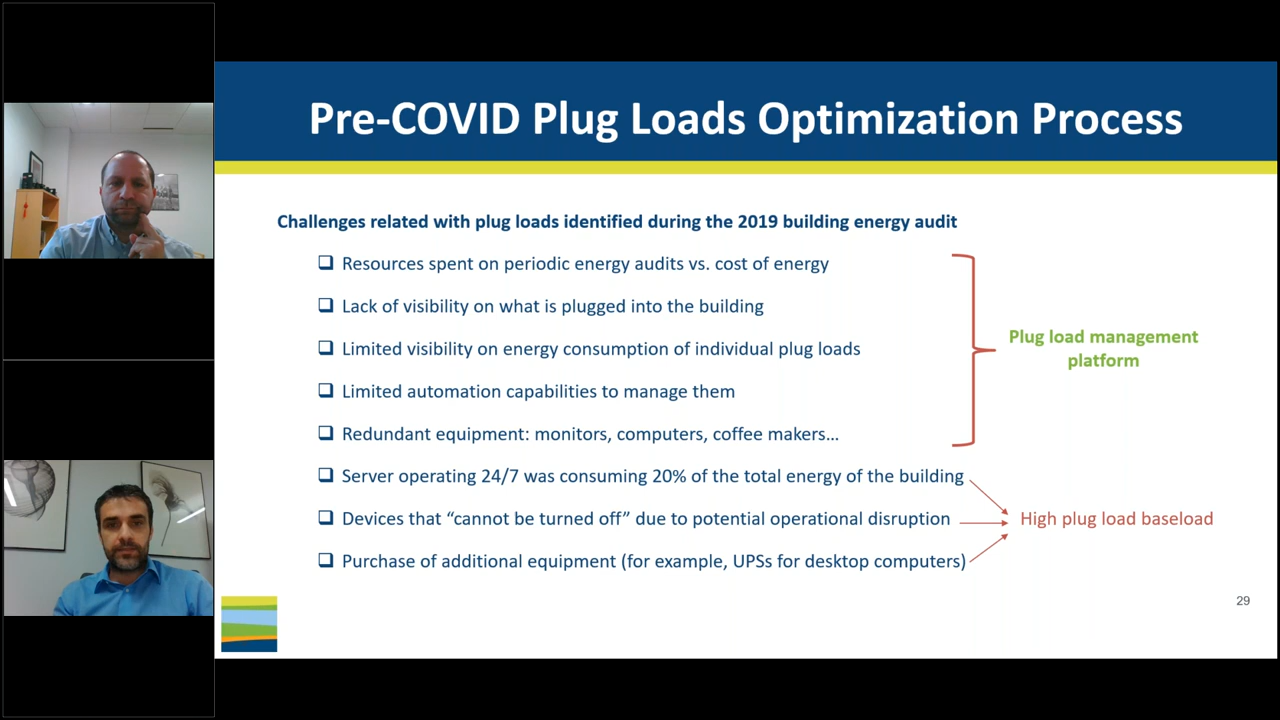 Pre-COVID Plug Loads Optimization Process
Challenges related with plug loads identified during the 2019 building energy audit
❑ Resources spent on periodic energy audits vs. cost of energy
❑ Lack of visibility on what is plugged into the building
❑ Limited visibility on energy consumption of individual plug loads
❑ Limited automation capabilities to manage them
❑ Redundant equipment: monitors, computers, coffee makers…
Plug load management
platform
❑ Server operating 24/7 was consuming 20% of the total energy of the building
❑ Devices that “cannot be turned off” due to potential operational disruption
❑ Purchase of additional equipment (for example, UPSs for desktop computers)
High plug load baseload
29